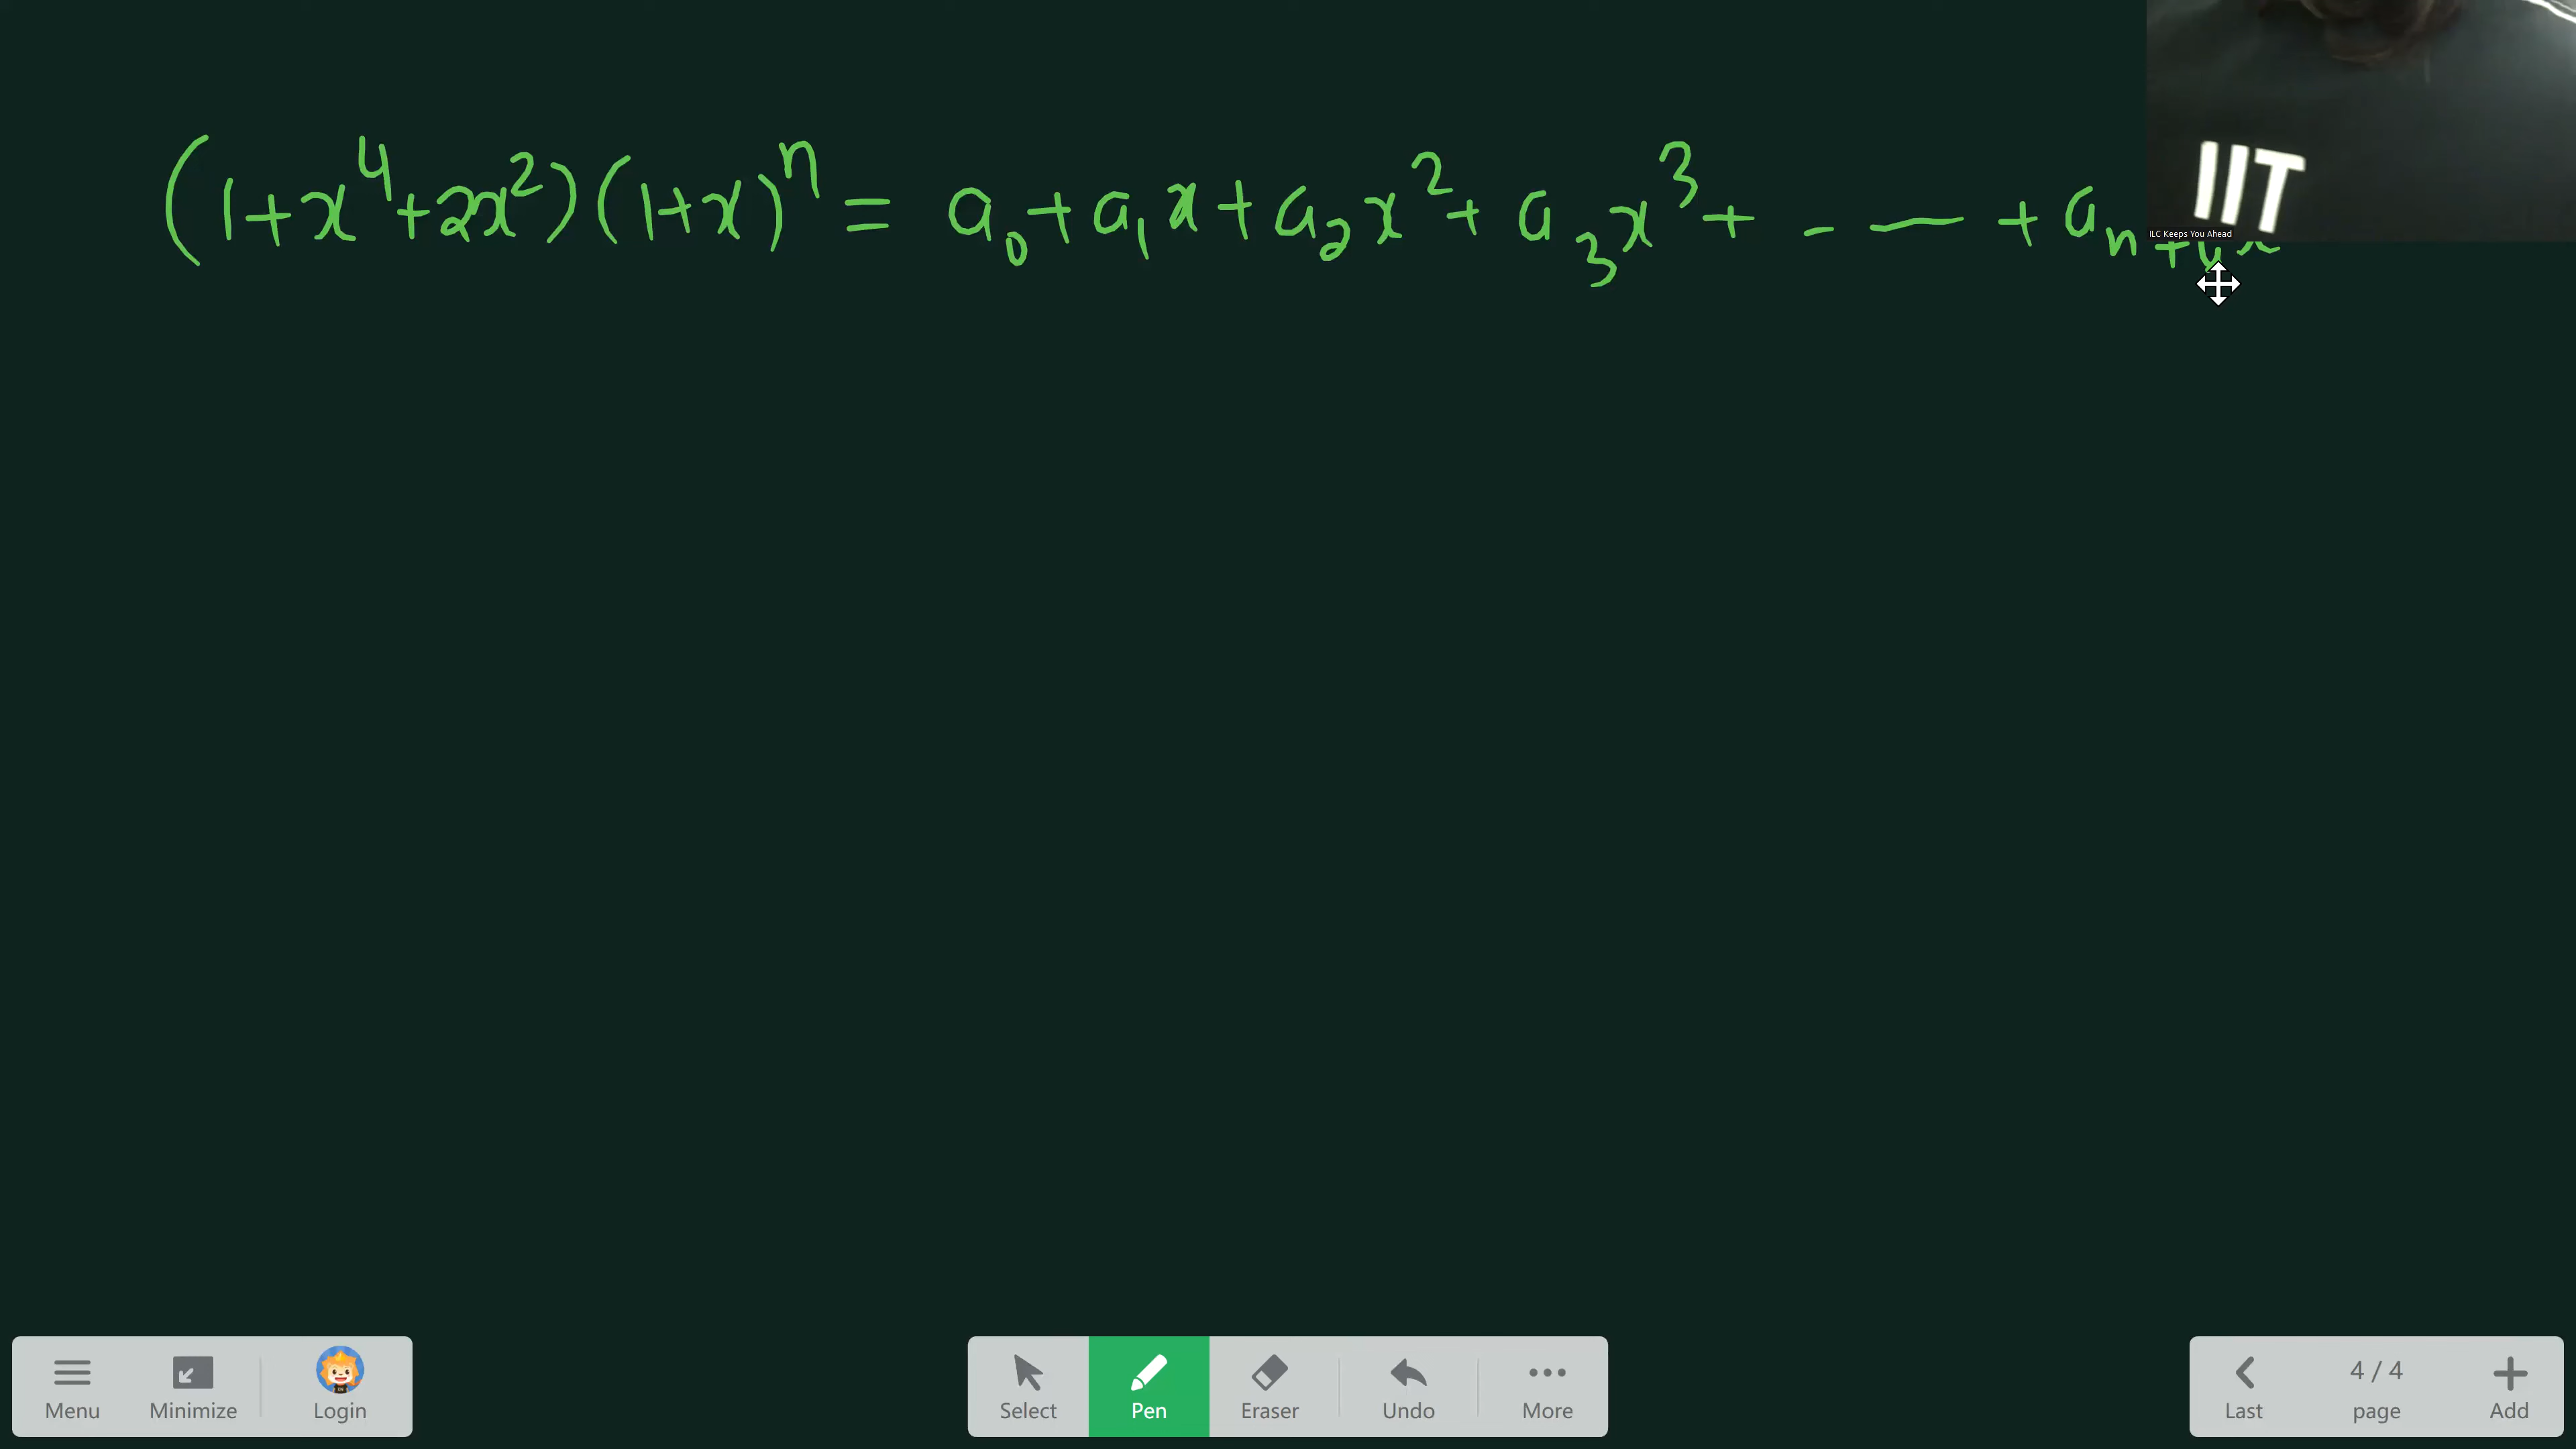 (1+x⁴+2x²)(1+x)ⁿ = a₀+a₁x+a₂x²+a₃x³+ - — + aₙ₊₄x
IIT
ILC Keeps You Ahead
Menu Minimize Login Select Pen Eraser Undo More Last 4 / 4 page Add